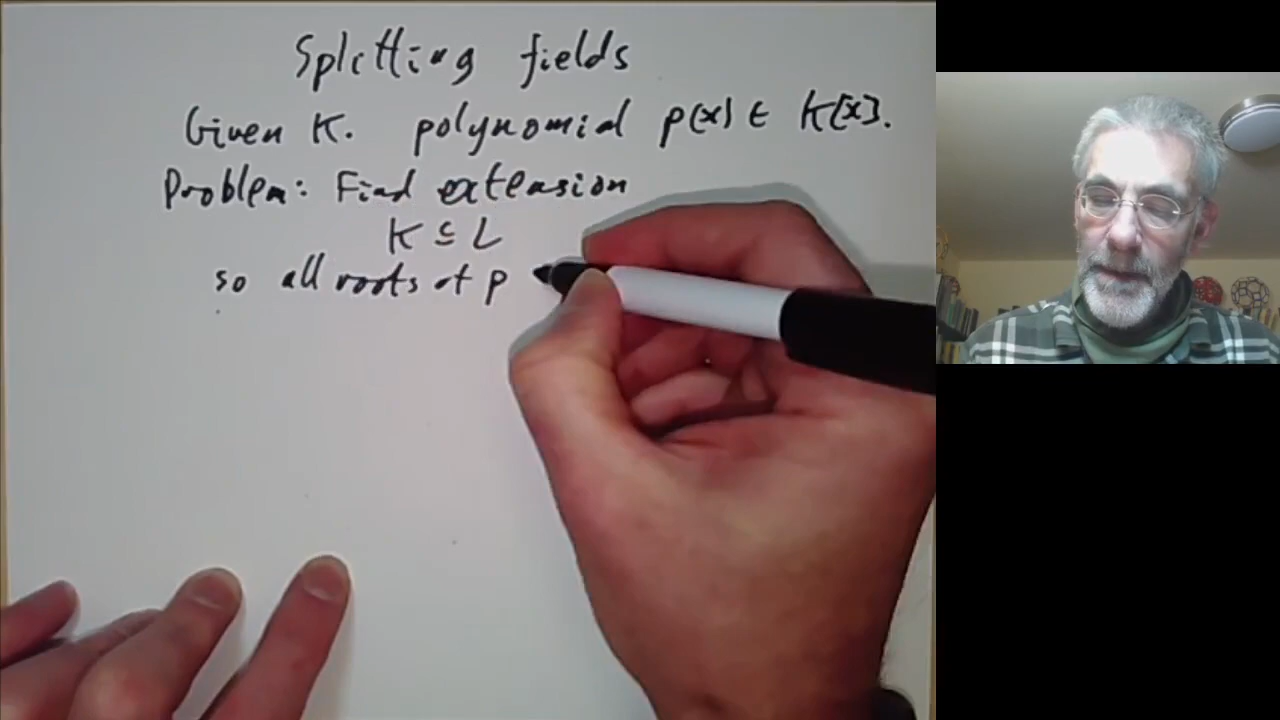 Splitting fields
Given K. polynomial p(x) ∈ K[x].
Problem: Find extension
K ⊆ L
so all roots of p